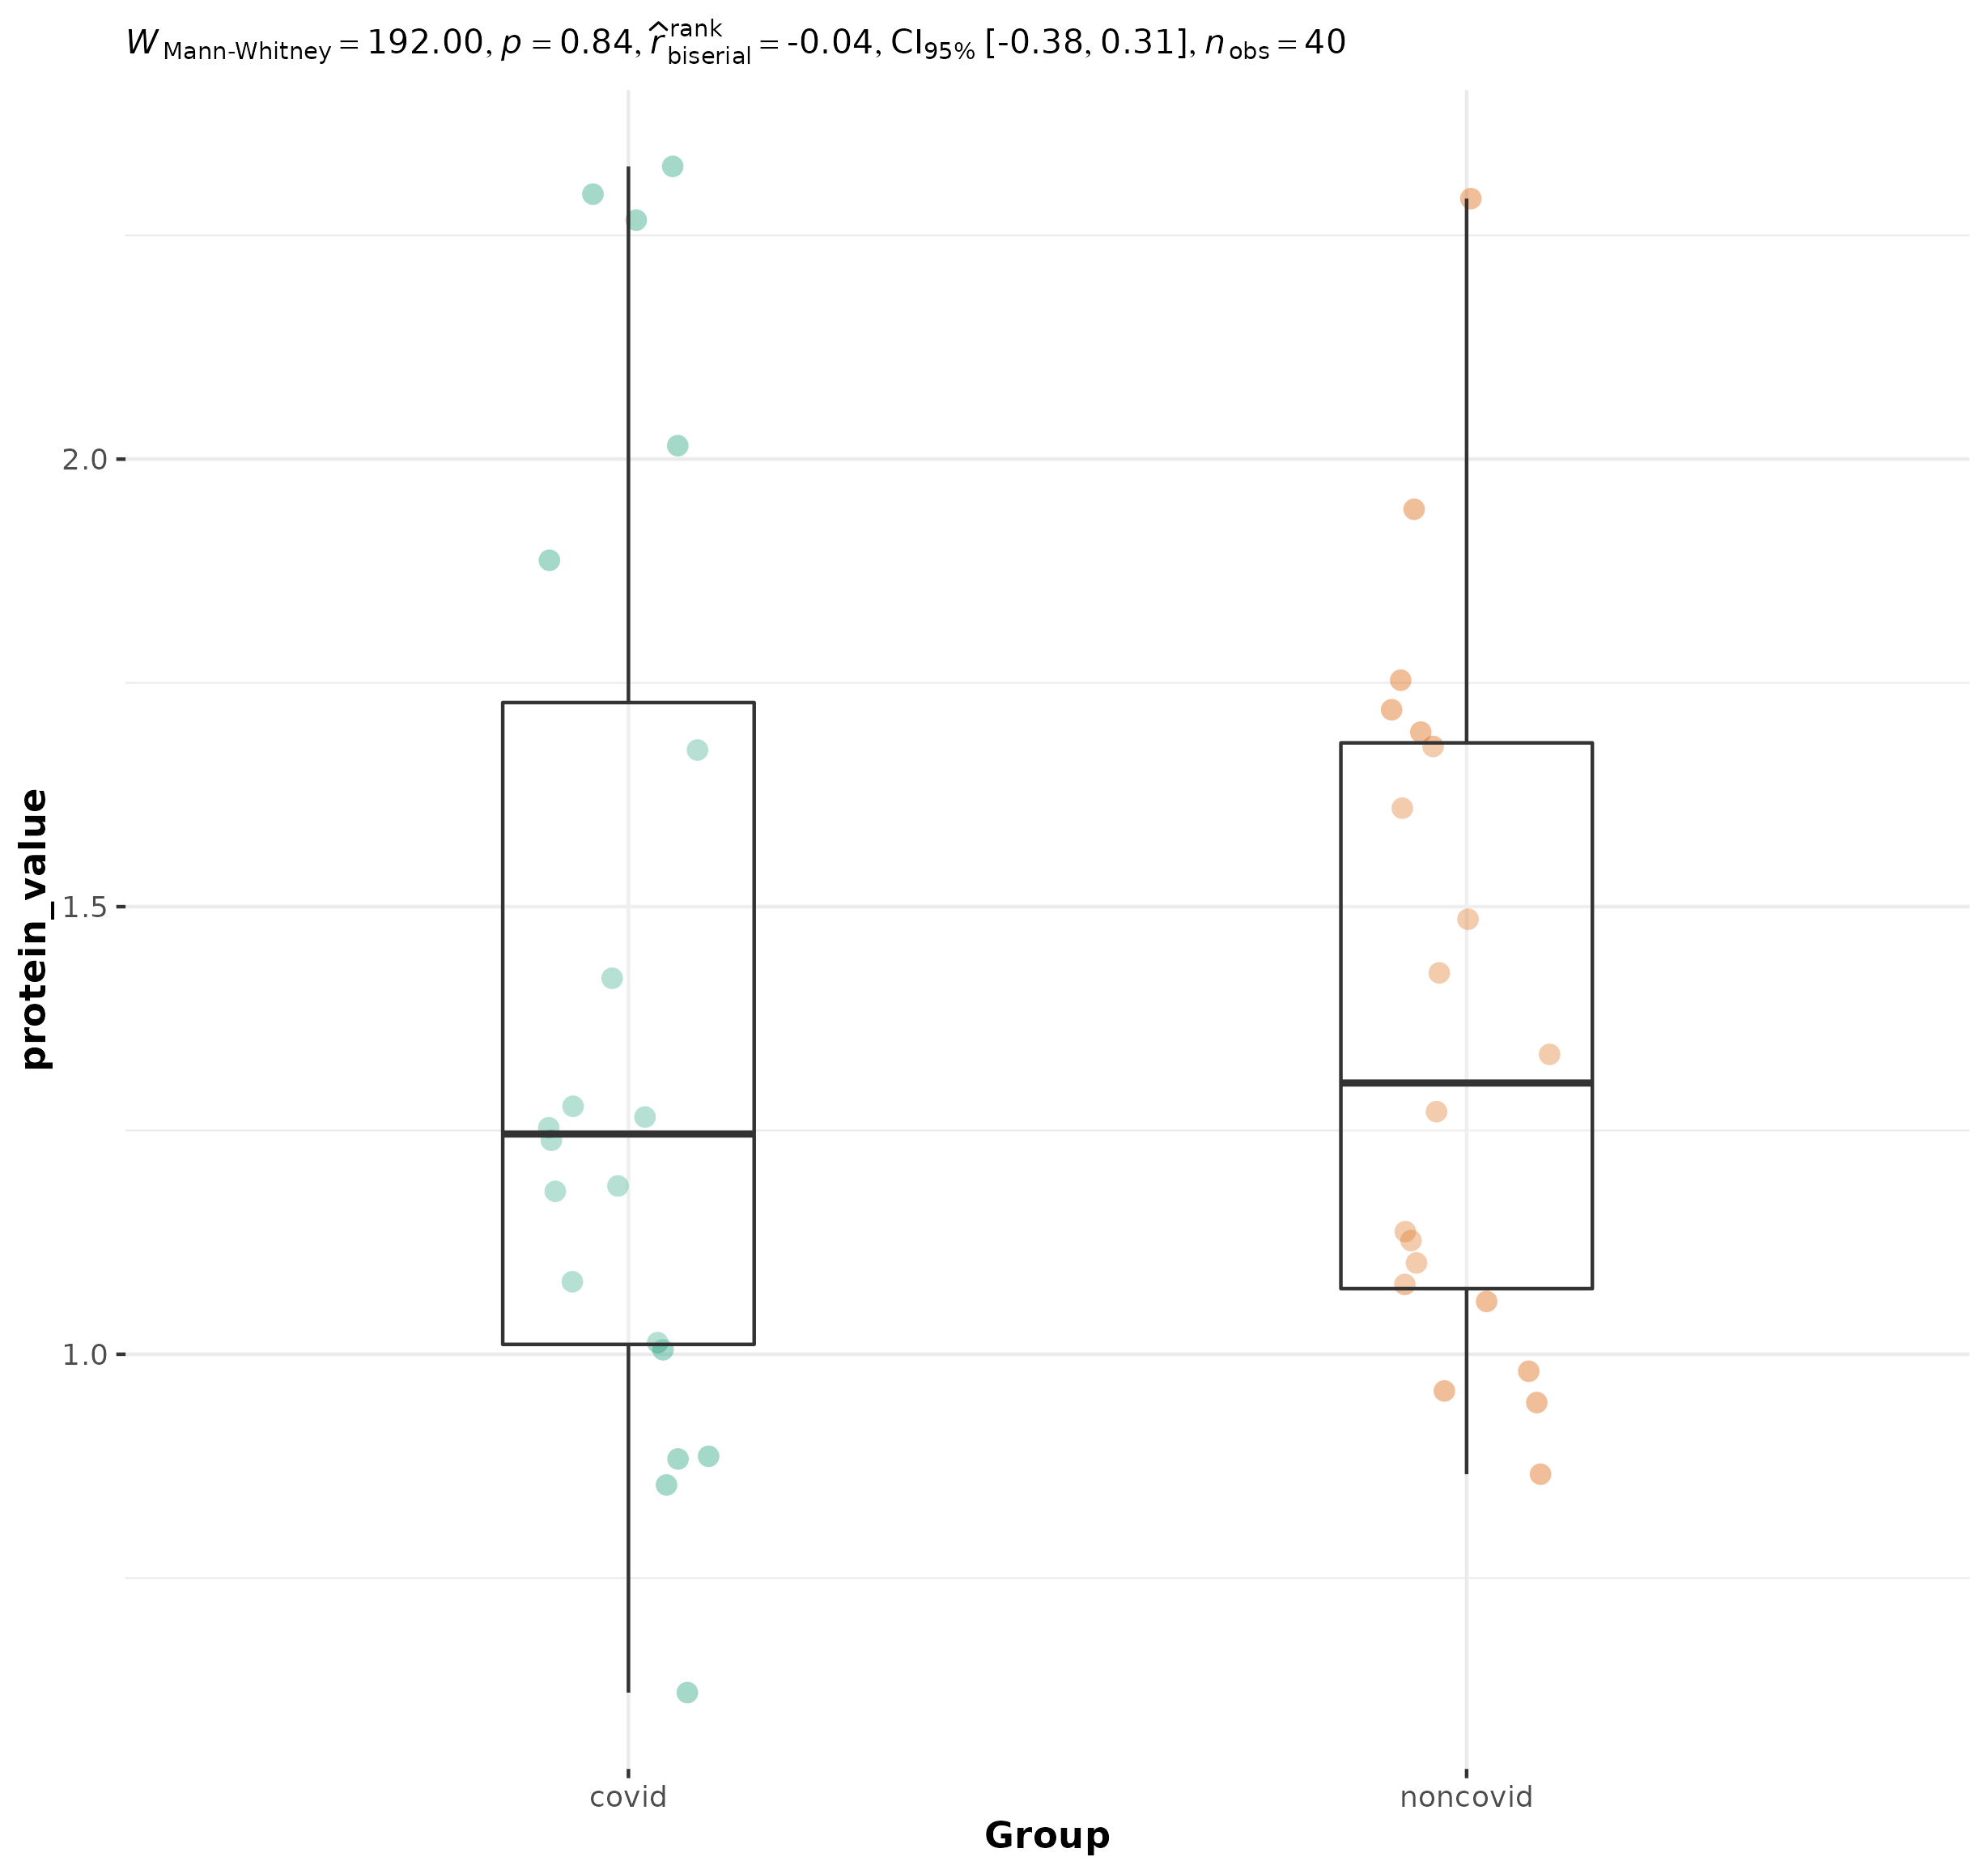 W Mann-Whitney = 192.00, p = 0.84, r̂ rank biserial = -0.04, CI95% [-0.38, 0.31], n obs = 40
protein_value
2.0
1.5
1.0
covid noncovid
Group